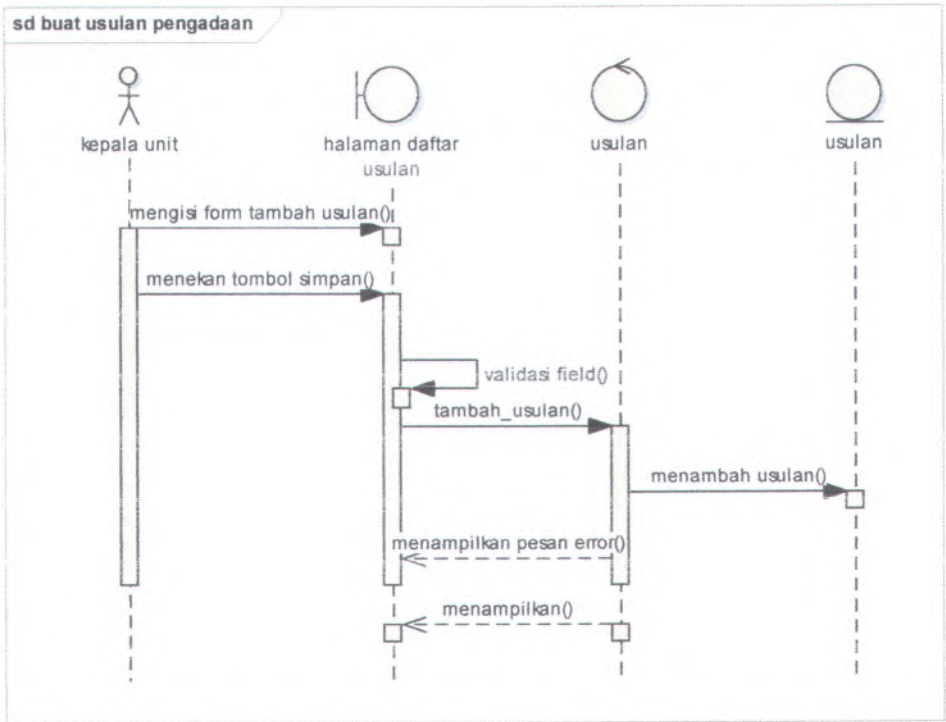 sd buat usulan pengadaan
kepala unit
halaman daftar
usulan
usulan
usulan
mengisi form tambah usulan()
menekan tombol simpan()
validasi field()
tambah_usulan()
menambah usulan()
menampilkan pesan error()
menampilkan()